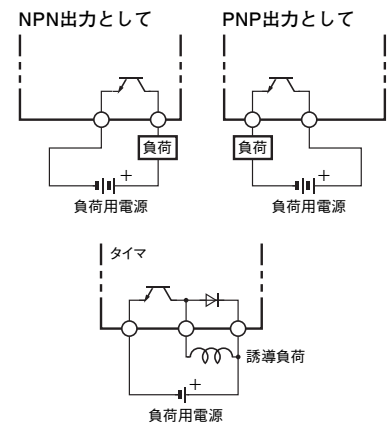 NPN出力として
PNP出力として
負荷
負荷
+
+
負荷用電源
負荷用電源
タイマ
誘導負荷
+
負荷用電源